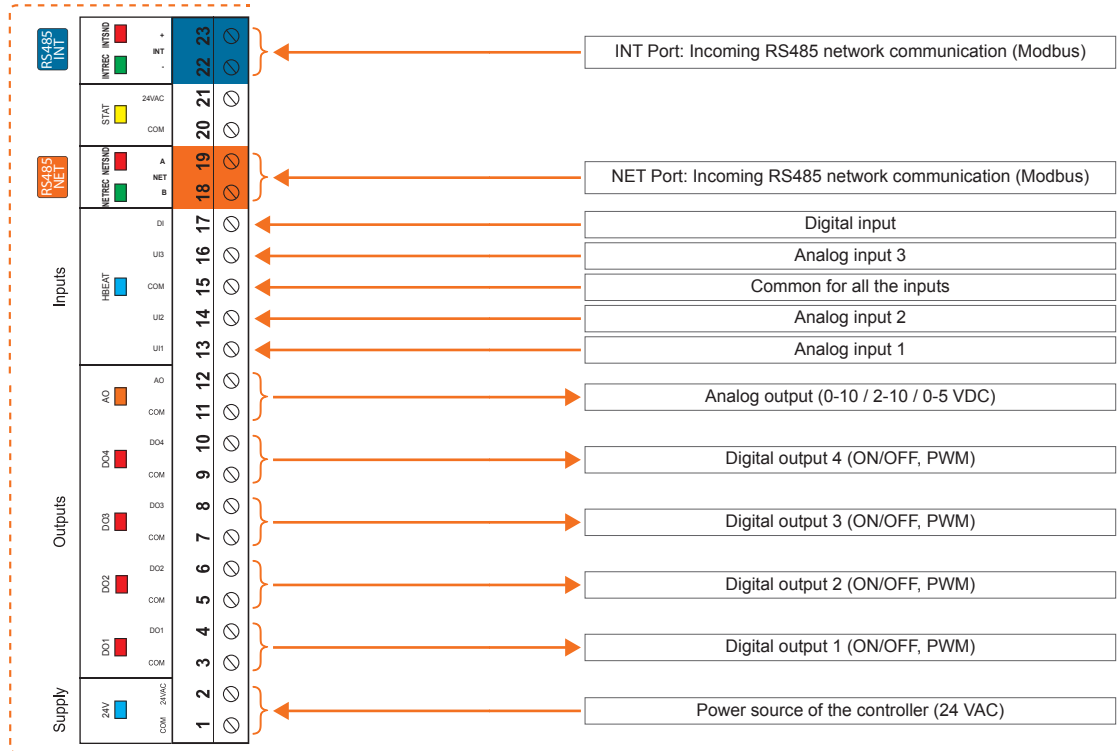 RS485
INT
INTREC INTSND
+
INT
-
23
22
INT Port: Incoming RS485 network communication (Modbus)
STAT
24VAC
COM
21
20
RS485
NET
NETREC NETSND
A
NET
B
19
18
NET Port: Incoming RS485 network communication (Modbus)
Inputs
HBEAT
DI
17
Digital input
UI3
16
Analog input 3
COM
15
Common for all the inputs
UI2
14
Analog input 2
UI1
13
Analog input 1
Outputs
AO
AO
12
COM
11
Analog output (0-10 / 2-10 / 0-5 VDC)
DO4
DO4
10
COM
9
Digital output 4 (ON/OFF, PWM)
DO3
DO3
8
COM
7
Digital output 3 (ON/OFF, PWM)
DO2
DO2
6
COM
5
Digital output 2 (ON/OFF, PWM)
DO1
DO1
4
COM
3
Digital output 1 (ON/OFF, PWM)
Supply
24V
COM 24VAC
2
1
Power source of the controller (24 VAC)